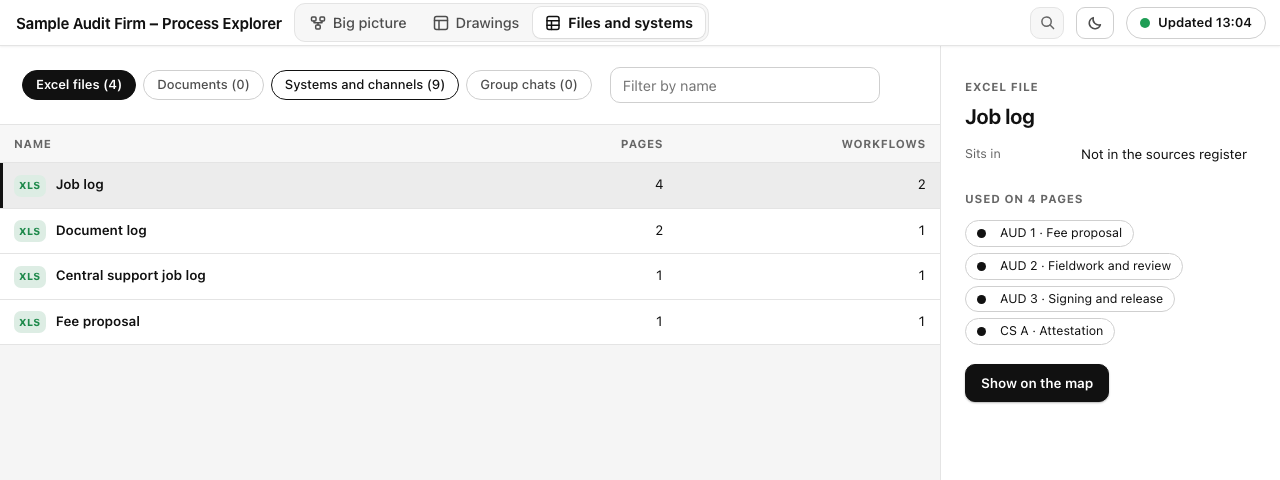 Sample Audit Firm – Process Explorer
Big picture
Drawings
Files and systems
Updated 13:04
Excel files (4)
Documents (0)
Systems and channels (9)
Group chats (0)
Filter by name
NAME PAGES WORKFLOWS
XLS Job log 4 2
XLS Document log 2 1
XLS Central support job log 1 1
XLS Fee proposal 1 1
EXCEL FILE
Job log
Sits in Not in the sources register
USED ON 4 PAGES
AUD 1 · Fee proposal
AUD 2 · Fieldwork and review
AUD 3 · Signing and release
CS A · Attestation
Show on the map